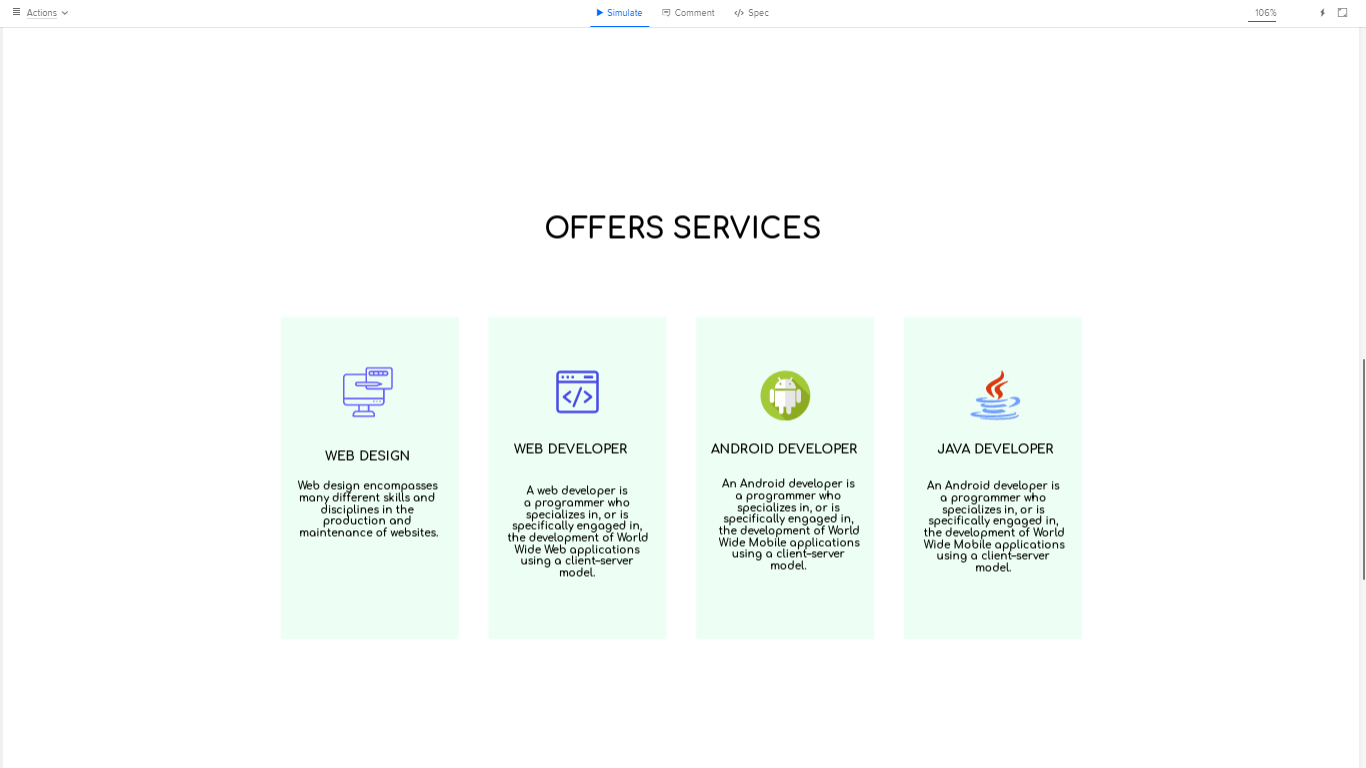 Actions
Simulate
Comment
</> Spec
106%
OFFERS SERVICES
WEB DESIGN
Web design encompasses
many different skills and
disciplines in the
production and
maintenance of websites.
</>
WEB DEVELOPER
A web developer is
a programmer who
specializes in, or is
specifically engaged in,
the development of World
Wide Web applications
using a client–server
model.
ANDROID DEVELOPER
An Android developer is
a programmer who
specializes in, or is
specifically engaged in,
the development of World
Wide Mobile applications
using a client–server
model.
JAVA DEVELOPER
An Android developer is
a programmer who
specializes in, or is
specifically engaged in,
the development of World
Wide Mobile applications
using a client–server
model.